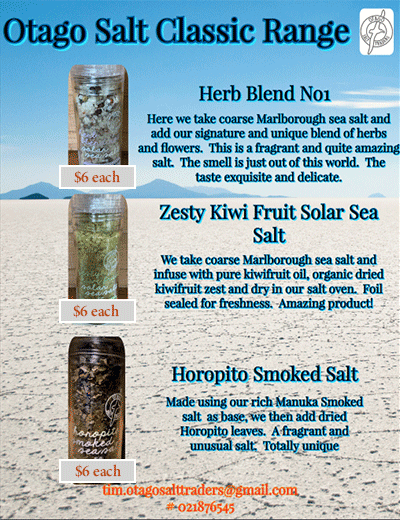 Otago Salt Classic Range
OTAGO
SALT
TRADERS
Herb Blend No1
Here we take coarse Marlborough sea salt and
add our signature and unique blend of herbs
and flowers. This is a fragrant and quite amazing
salt. The smell is just out of this world. The
taste exquisite and delicate.
$6 each
Zesty Kiwi Fruit Solar Sea
Salt
We take coarse Marlborough sea salt and
infuse with pure kiwifruit oil, organic dried
kiwifruit zest and dry in our salt oven. Foil
sealed for freshness. Amazing product!
$6 each
Horopito Smoked Salt
Made using our rich Manuka Smoked
salt as base, we then add dried
Horopito leaves. A fragrant and
unusual salt. Totally unique
horopito
smoked
seasalt
$6 each
tim.otagosalttraders@gmail.com
# 021876545